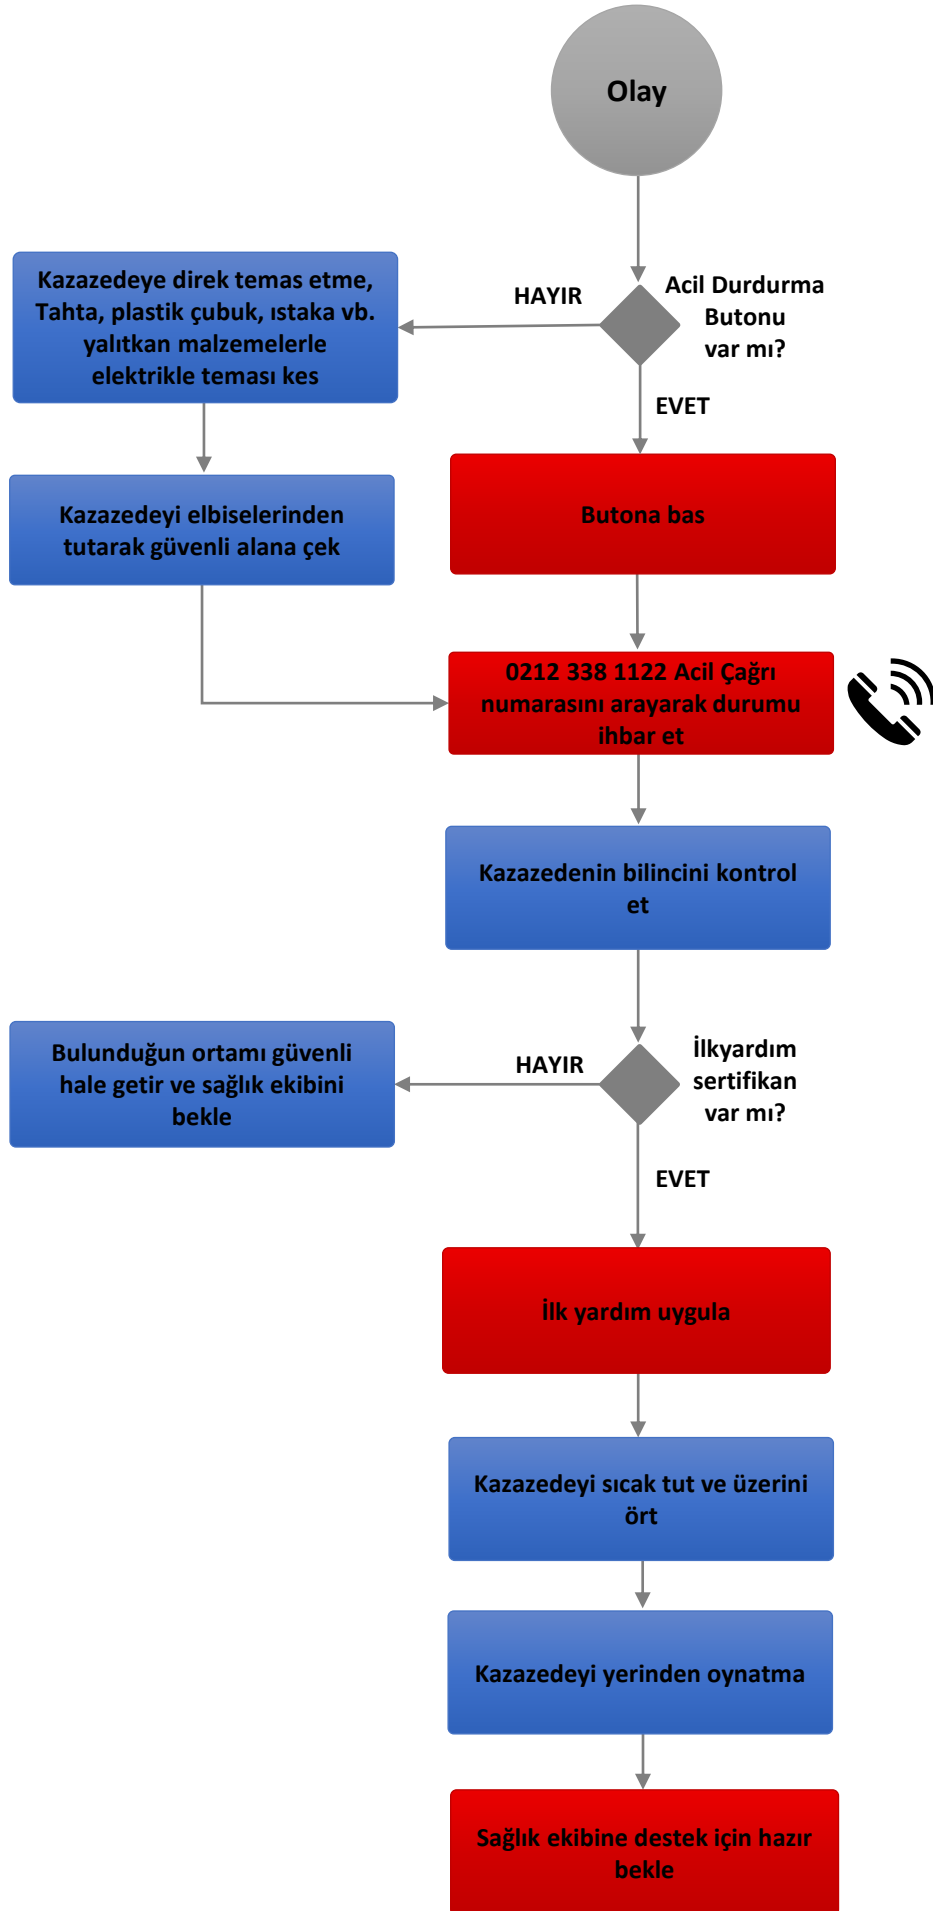 Olay
Acil Durdurma
Butonu
var mı?
HAYIR
EVET
Kazazedeye direk temas etme,
Tahta, plastik çubuk, ıstaka vb.
yalıtkan malzemelerle
elektrikle teması kes
Kazazedeyi elbiselerinden
tutarak güvenli alana çek
Butona bas
0212 338 1122 Acil Çağrı
numarasını arayarak durumu
ihbar et
Kazazedenin bilincini kontrol
et
İlkyardım
sertifikan
var mı?
HAYIR
EVET
Bulunduğun ortamı güvenli
hale getir ve sağlık ekibini
bekle
İlk yardım uygula
Kazazedeyi sıcak tut ve üzerini
ört
Kazazedeyi yerinden oynatma
Sağlık ekibine destek için hazır
bekle